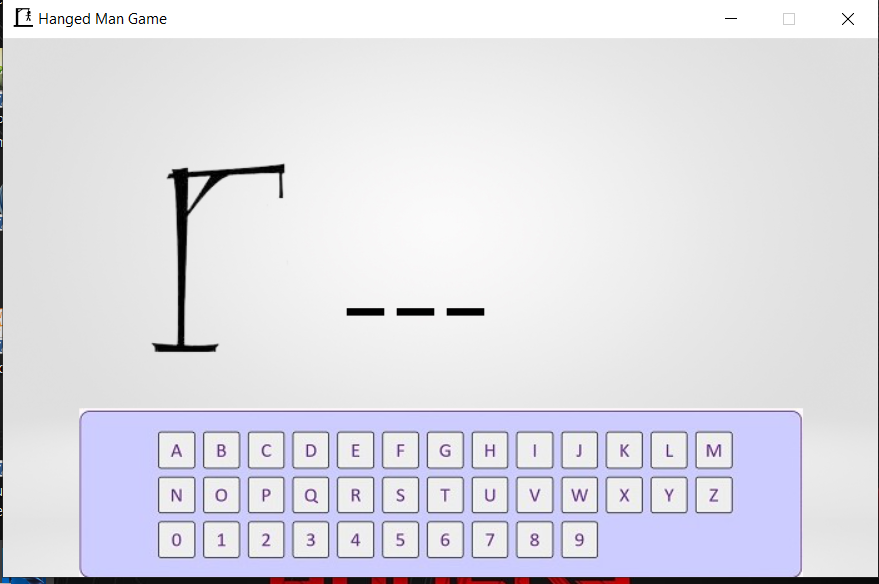 Hanged Man Game
A B C D E F G H I J K L M
N O P Q R S T U V W X Y Z
0 1 2 3 4 5 6 7 8 9